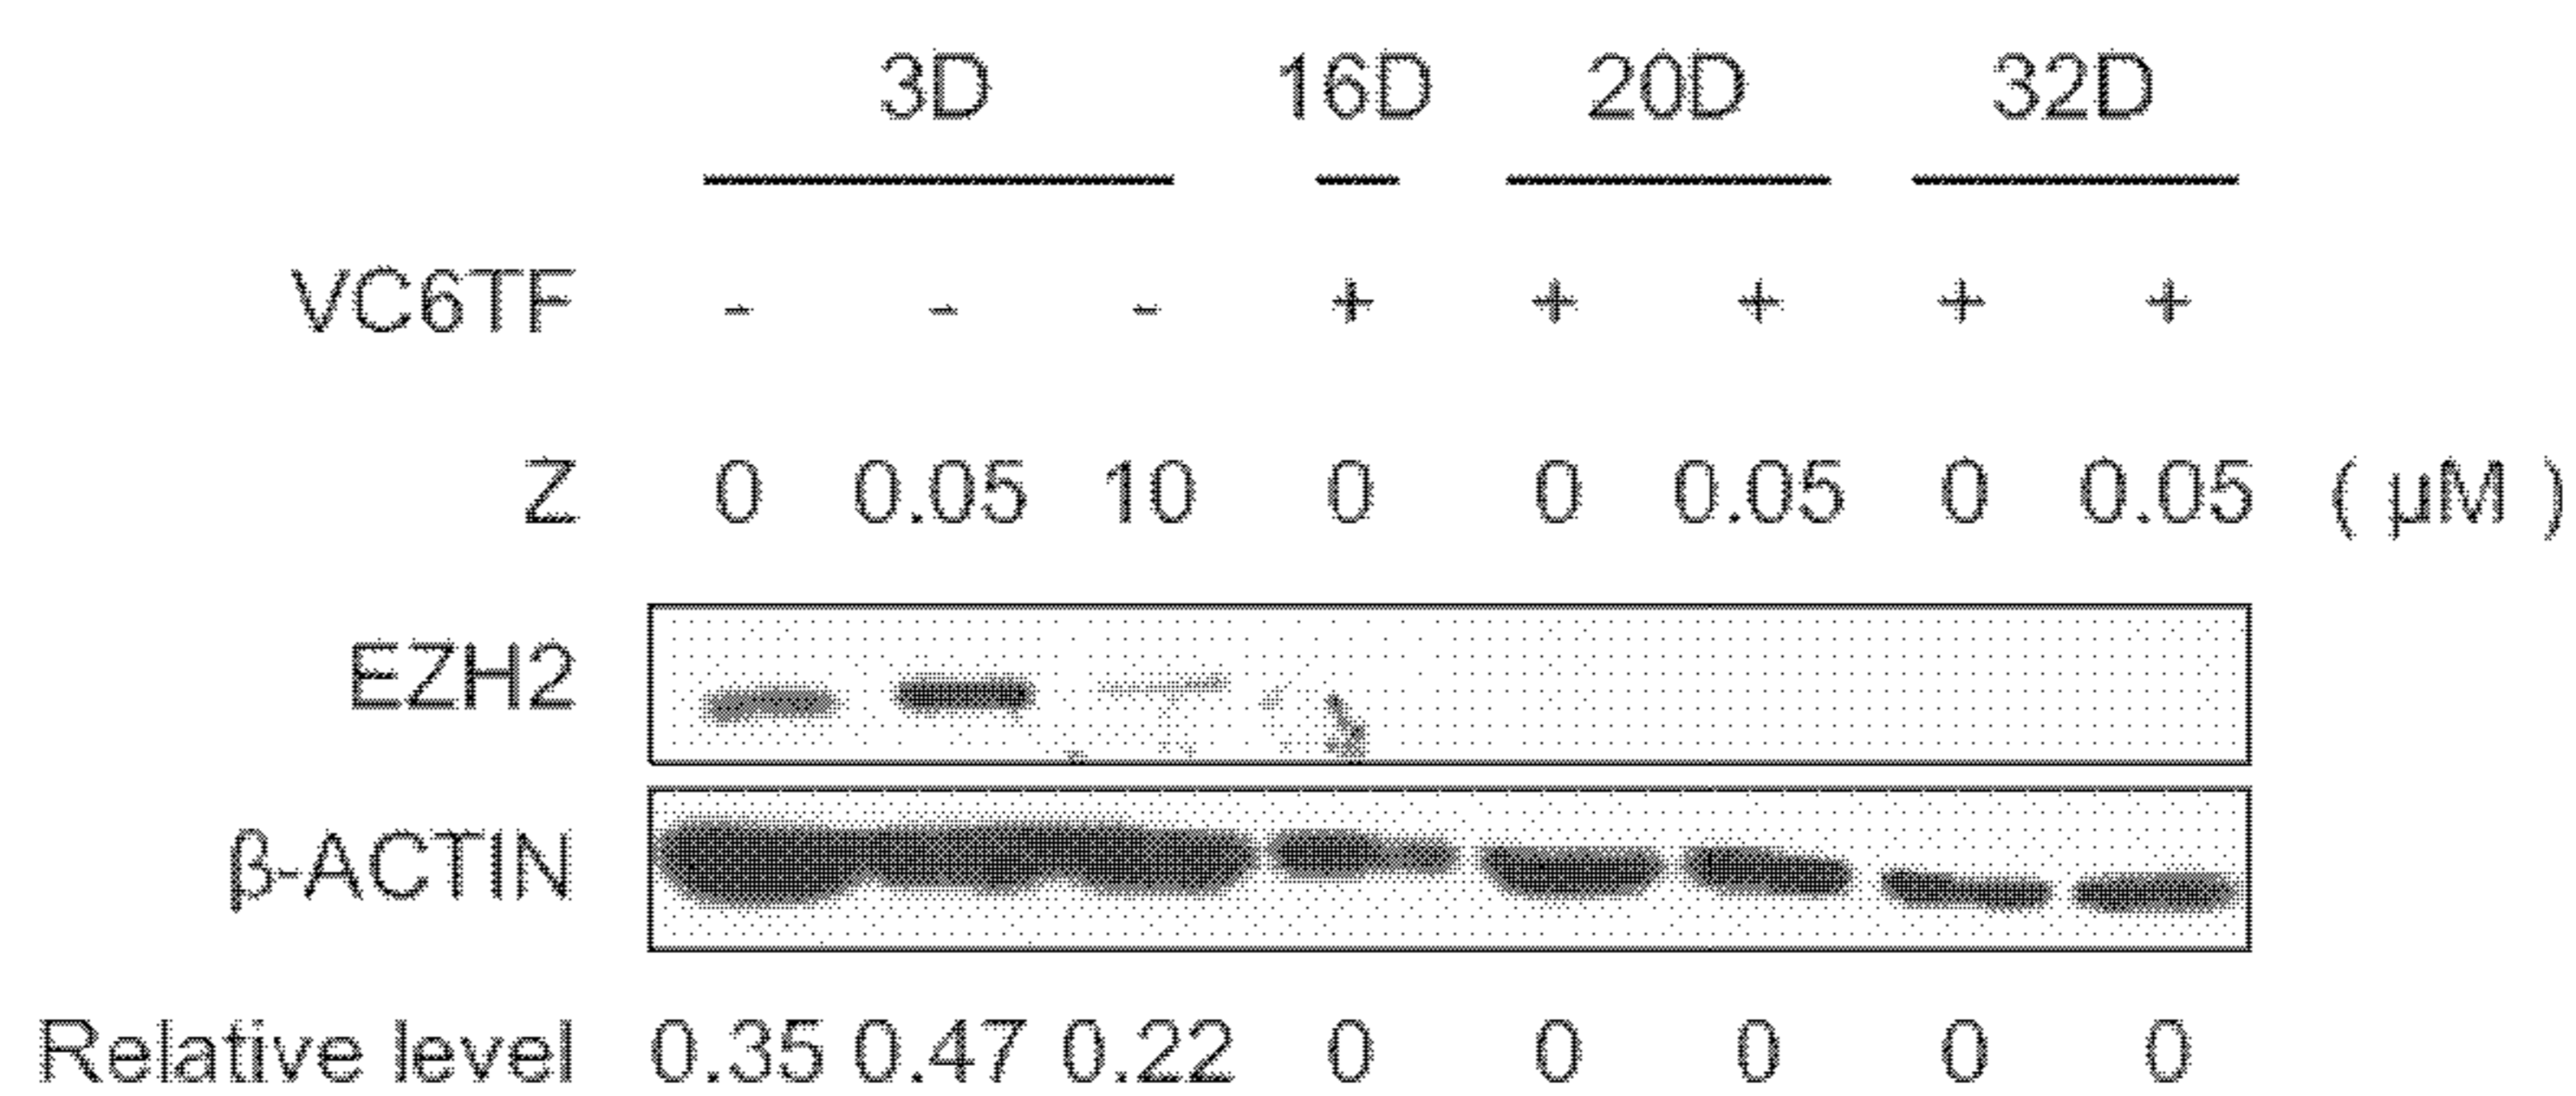 3D 16D 20D 32D
VC6TF - - - + + + + +
Z 0 0.05 10 0 0 0.05 0 0.05 ( μM )
EZH2
β-ACTIN
Relative level 0.35 0.47 0.22 0 0 0 0 0